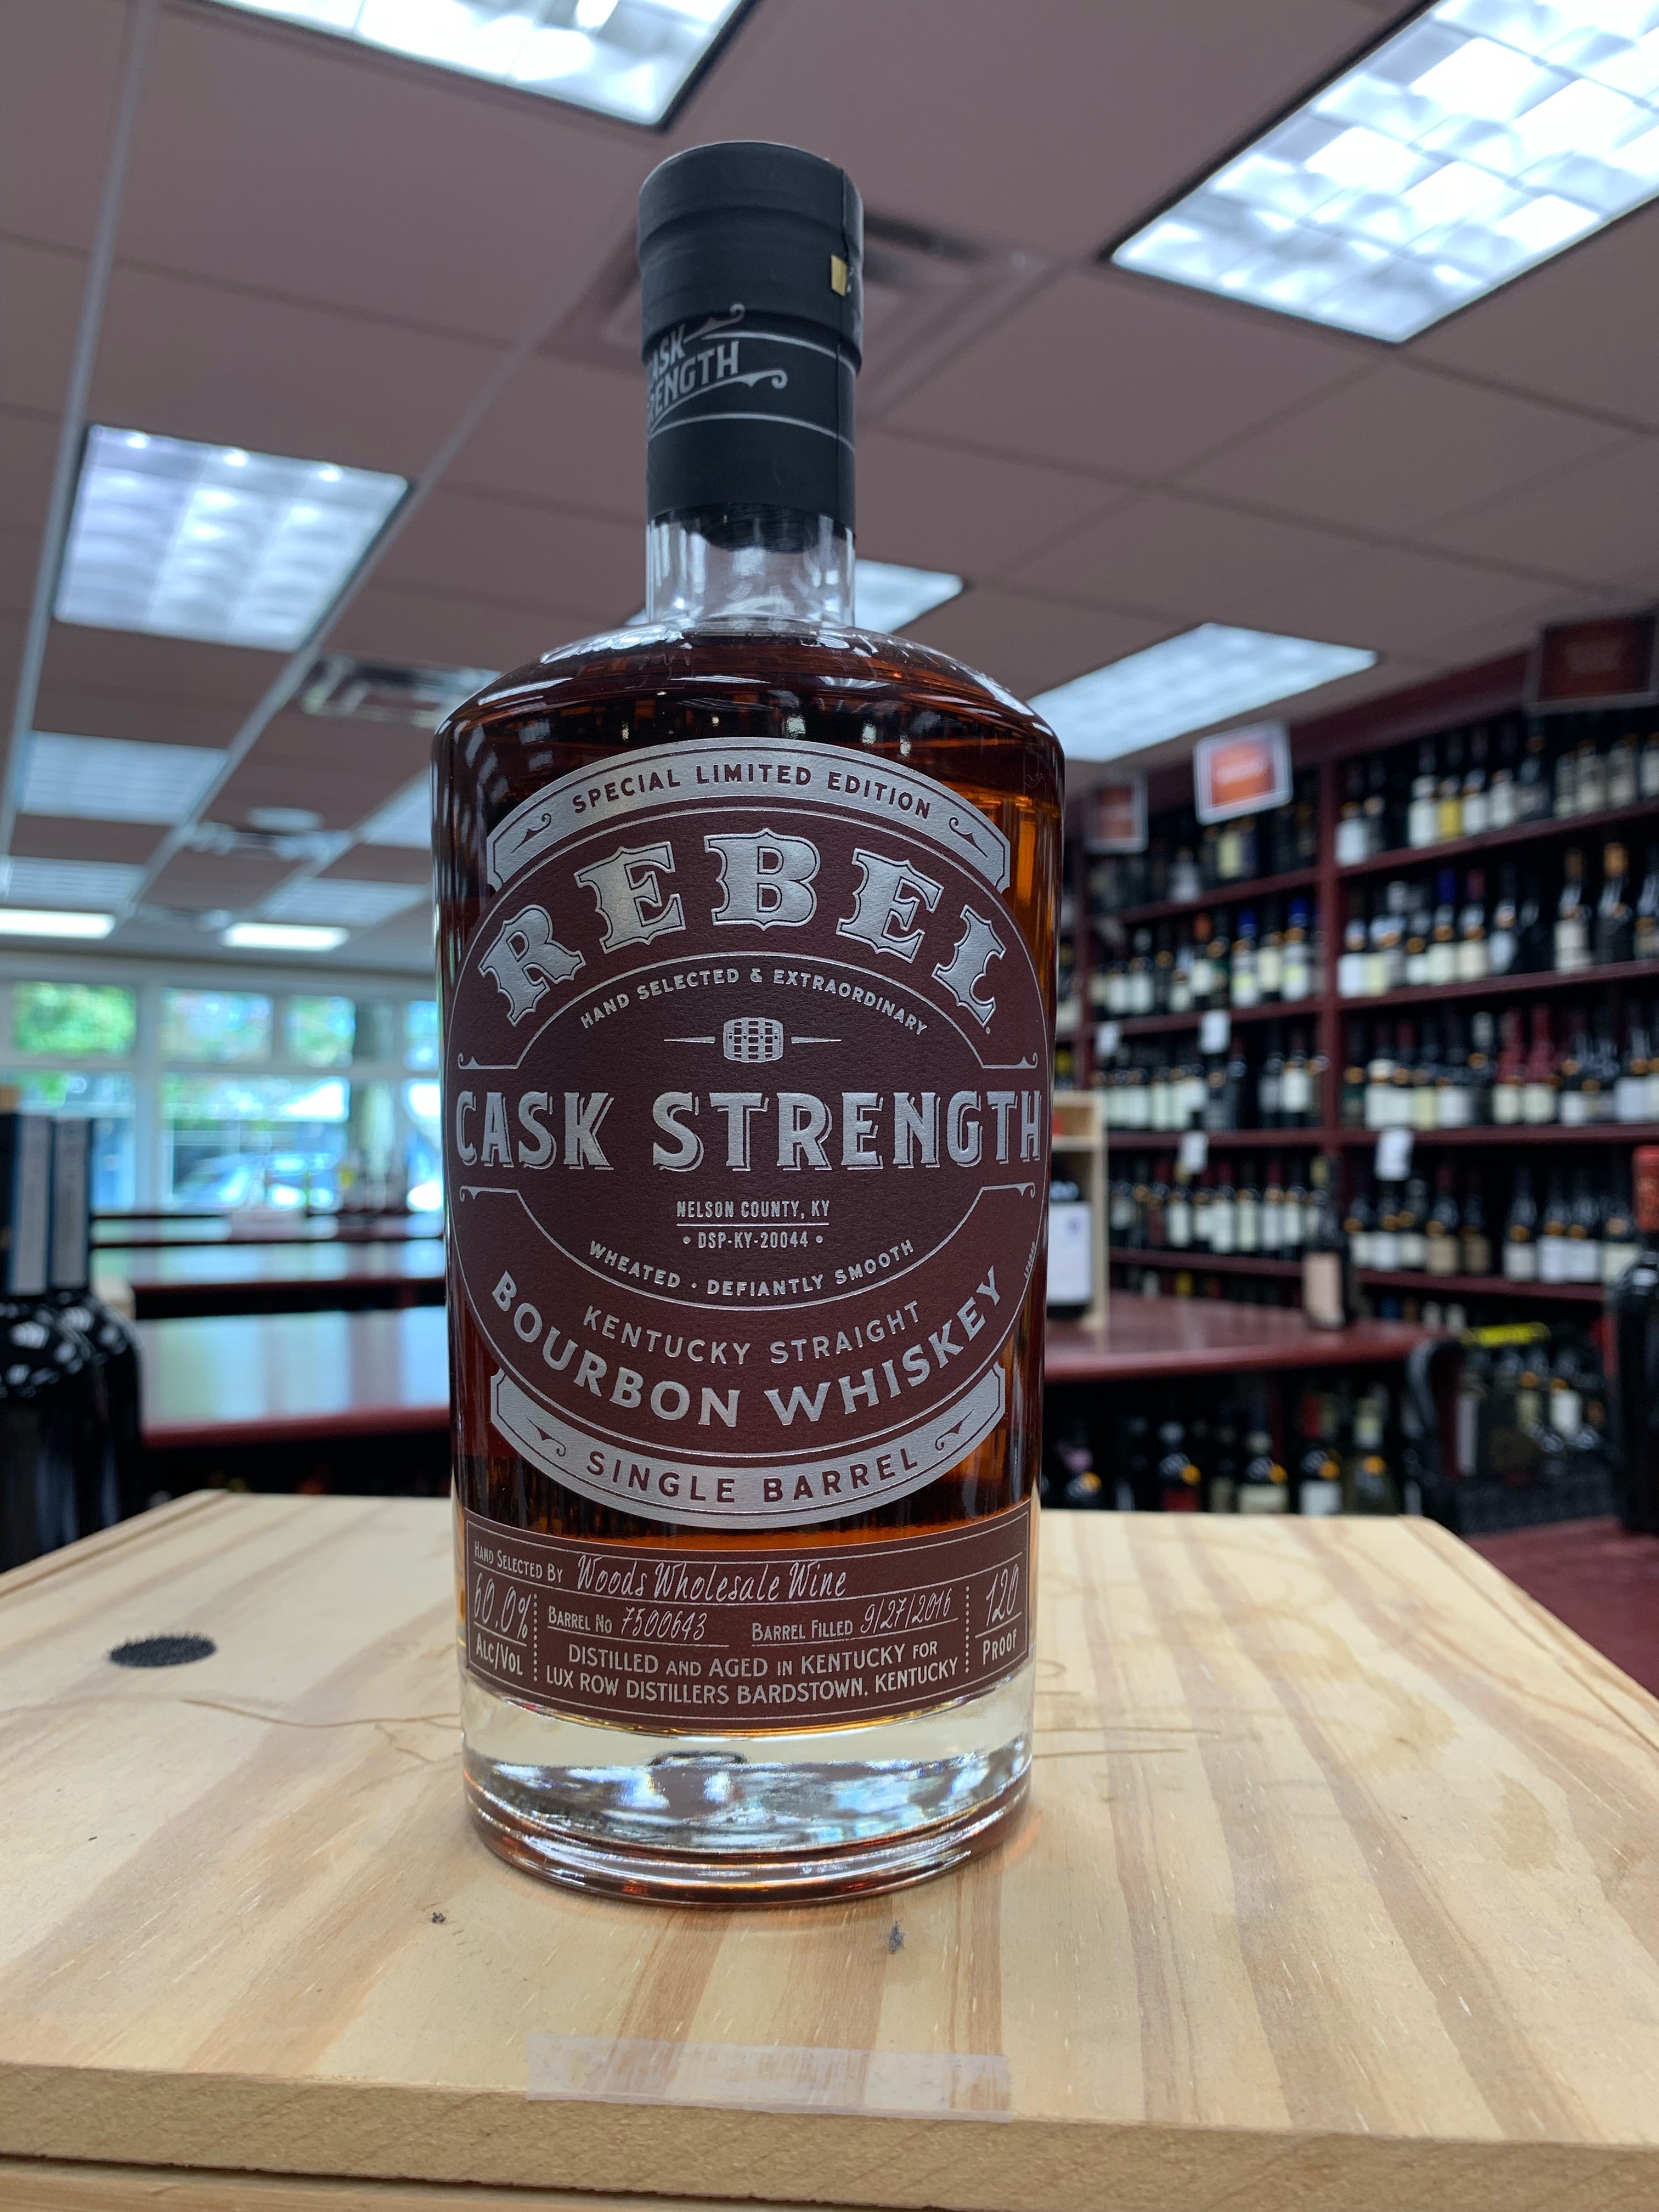 CASK
STRENGTH
SPECIAL LIMITED EDITION
REBEL
HAND SELECTED & EXTRAORDINARY
CASK STRENGTH
NELSON COUNTY, KY
• DSP-KY-20044 •
WHEATED • DEFIANTLY SMOOTH
KENTUCKY STRAIGHT
BOURBON WHISKEY
SINGLE BARREL
HAND SELECTED BY Woods Wholesale Wine
60.0% ALC/VOL
BARREL NO 7500643 BARREL FILLED 9/27/2016
120 PROOF
DISTILLED AND AGED IN KENTUCKY FOR
LUX ROW DISTILLERS BARDSTOWN, KENTUCKY